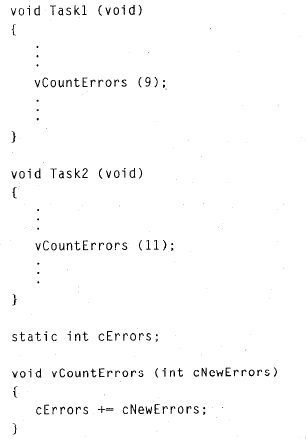 void Task1 (void)
{
.
.
.
vCountErrors (9);
.
.
.
}
void Task2 (void)
{
.
.
.
vCountErrors (11);
.
.
.
}
static int cErrors;
void vCountErrors (int cNewErrors)
{
cErrors += cNewErrors;
}